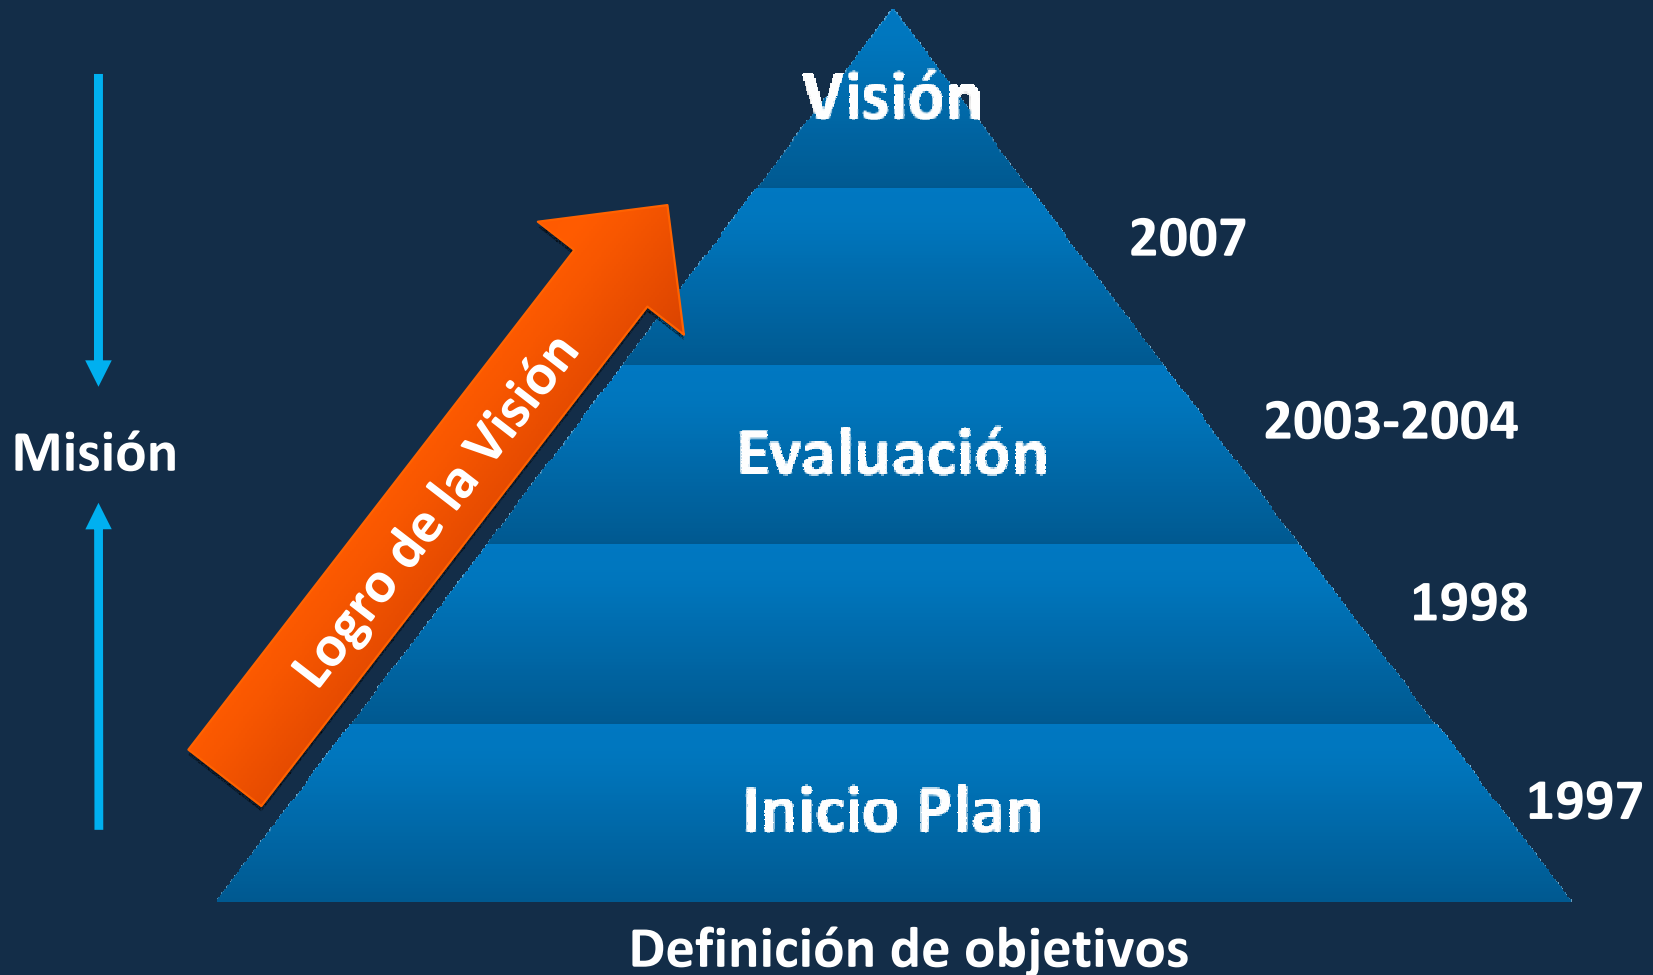 Visión
2007
2003-2004
Evaluación
Misión
Logro de la Visión
1998
Inicio Plan
1997
Definición de objetivos